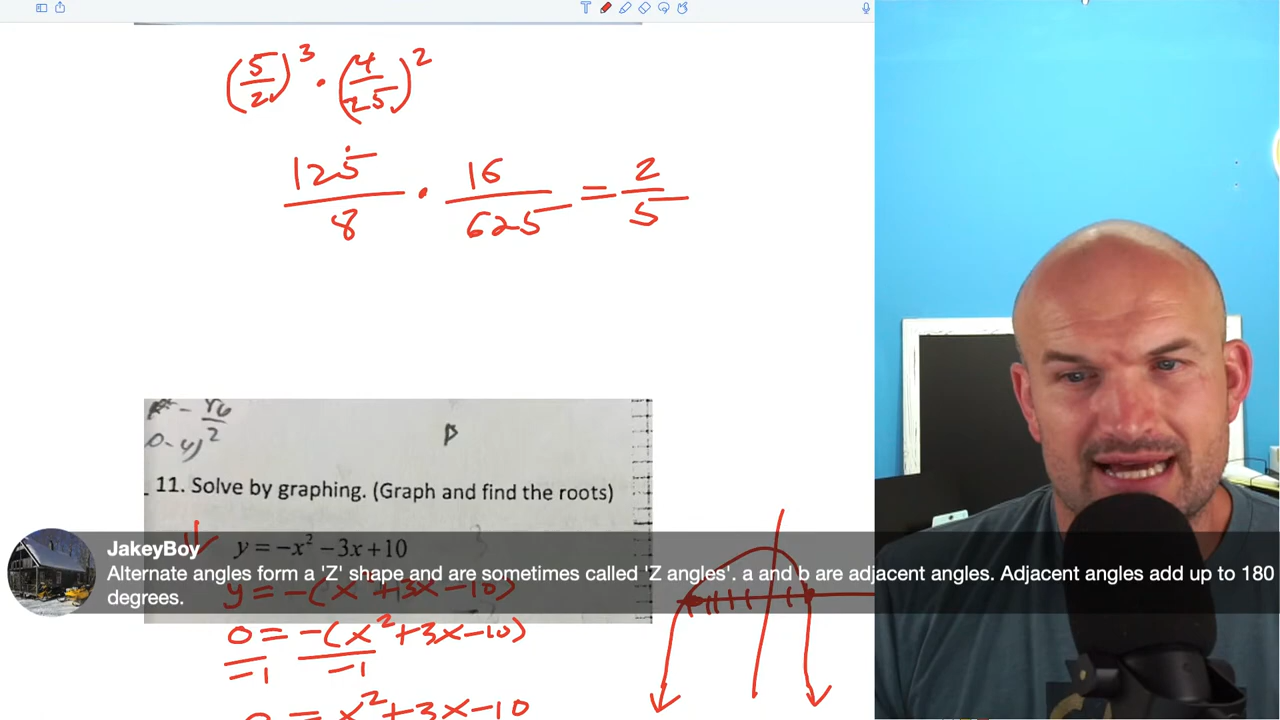 (5/2)³ · (4/25)²
125/8 · 16/625 = 2/5
11. Solve by graphing. (Graph and find the roots)
y = −x² − 3x + 10
JakeyBoy
Alternate angles form a 'Z' shape and are sometimes called 'Z angles'. a and b are adjacent angles. Adjacent angles add up to 180
degrees.
y = −(x² + 3x − 10)
0 = −(x² + 3x − 10)
−1 −1
0 = x² + 3x − 10